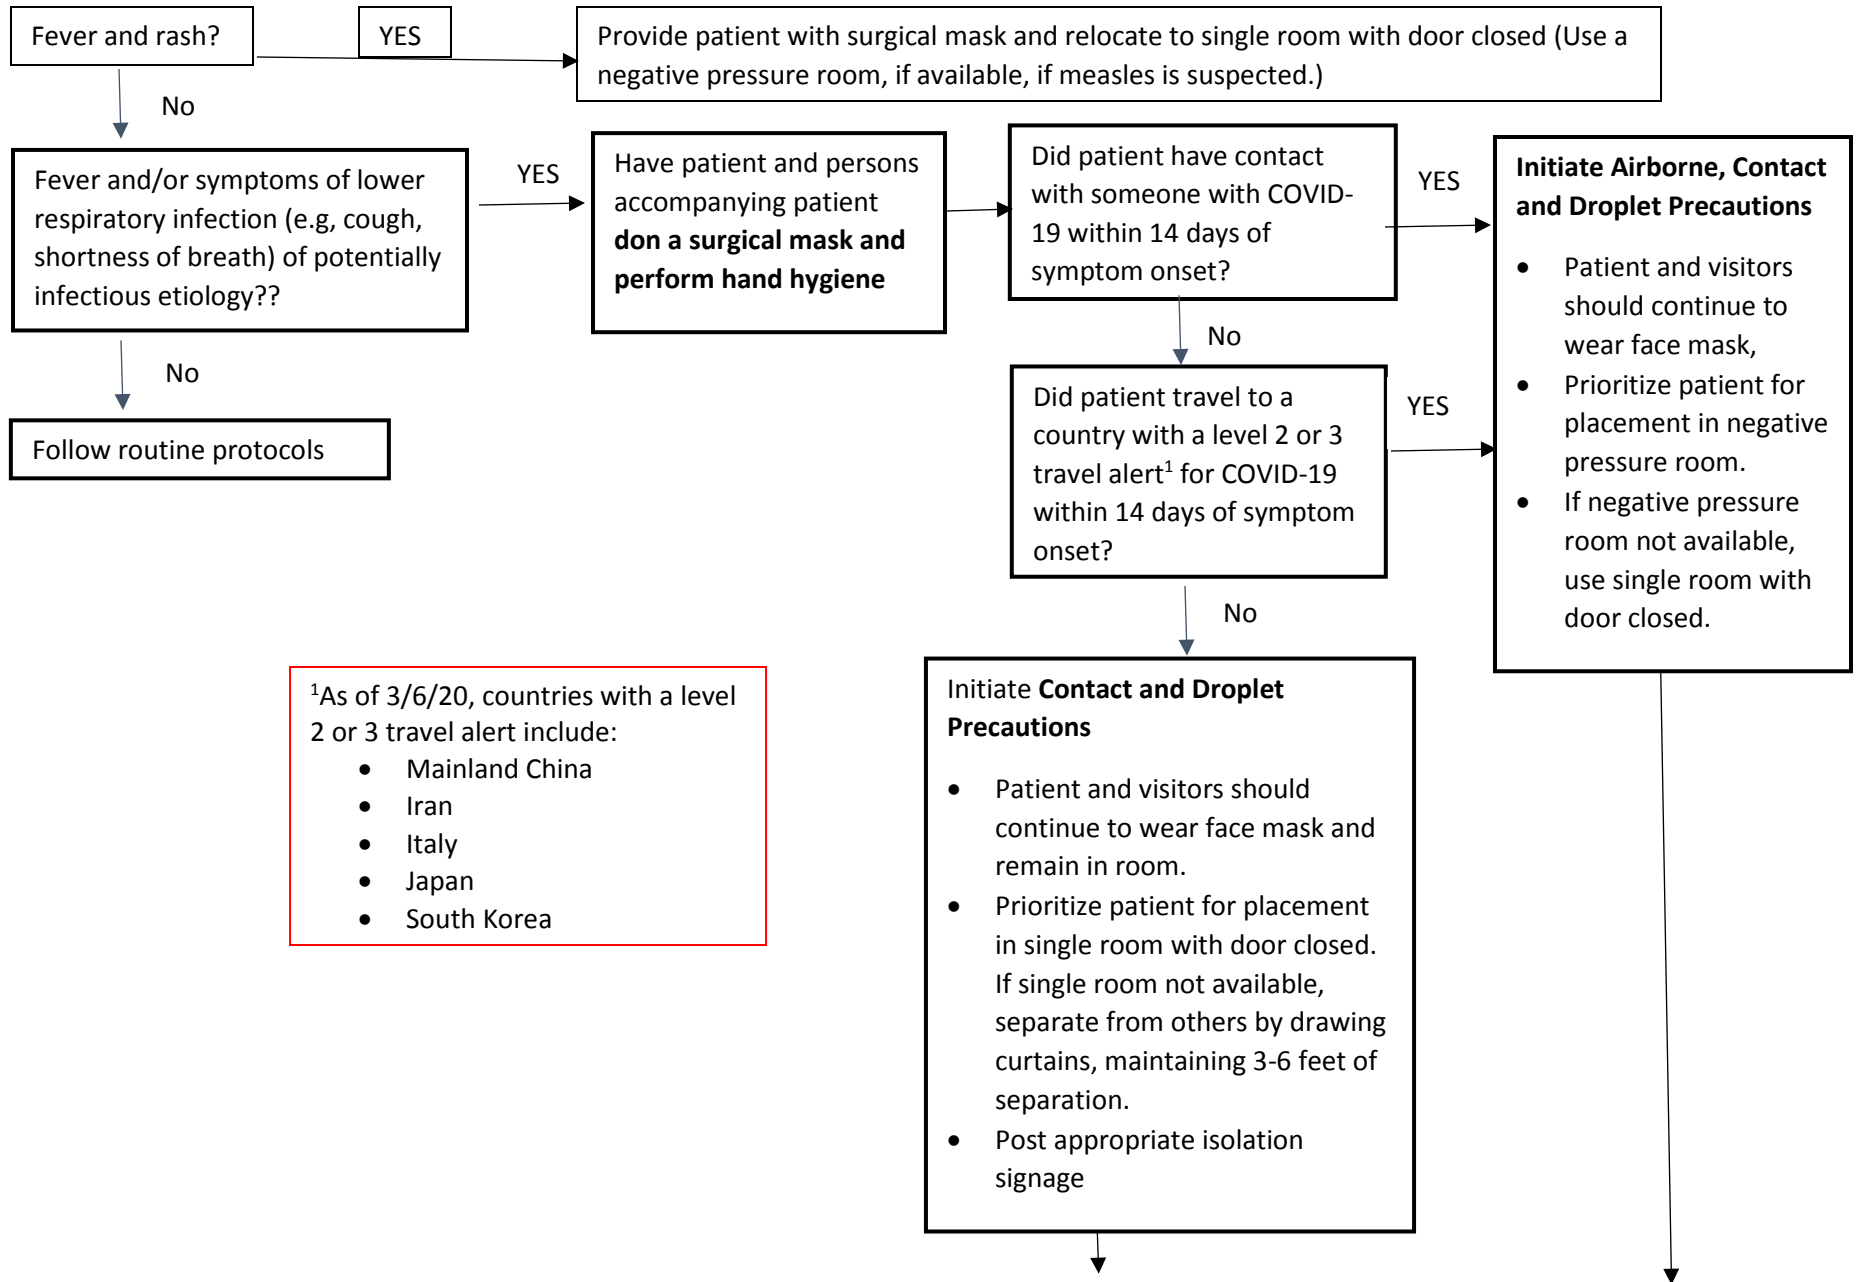 Fever and rash?
YES
Provide patient with surgical mask and relocate to single room with door closed (Use a
negative pressure room, if available, if measles is suspected.)
No
Fever and/or symptoms of lower
respiratory infection (e.g, cough,
shortness of breath) of potentially
infectious etiology??
YES
Have patient and persons
accompanying patient
don a surgical mask and
perform hand hygiene
Did patient have contact
with someone with COVID-
19 within 14 days of
symptom onset?
YES
Initiate Airborne, Contact
and Droplet Precautions
• Patient and visitors
should continue to
wear face mask,
• Prioritize patient for
placement in negative
pressure room.
• If negative pressure
room not available,
use single room with
door closed.
No
Follow routine protocols
No
Did patient travel to a
country with a level 2 or 3
travel alert¹ for COVID-19
within 14 days of symptom
onset?
YES
No
¹As of 3/6/20, countries with a level
2 or 3 travel alert include:
• Mainland China
• Iran
• Italy
• Japan
• South Korea
Initiate Contact and Droplet
Precautions
• Patient and visitors should
continue to wear face mask and
remain in room.
• Prioritize patient for placement
in single room with door closed.
If single room not available,
separate from others by drawing
curtains, maintaining 3-6 feet of
separation.
• Post appropriate isolation
signage